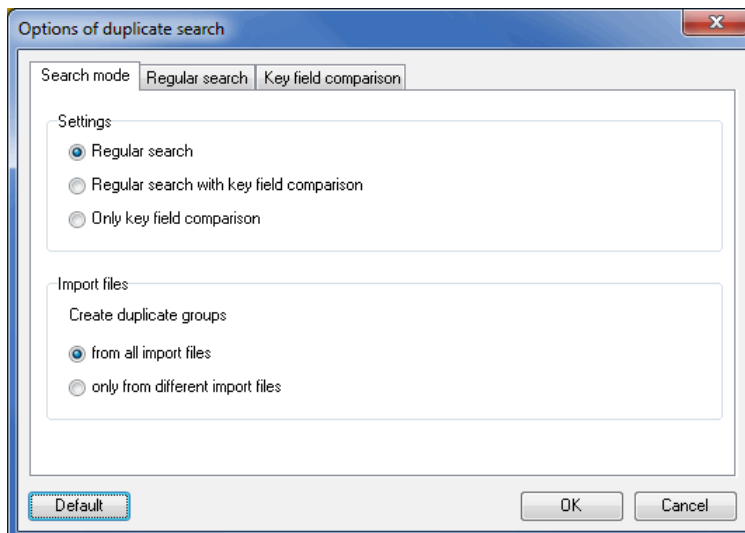 Options of duplicate search
Search mode
Regular search
Key field comparison
Settings
Regular search
Regular search with key field comparison
Only key field comparison
Import files
Create duplicate groups
from all import files
only from different import files
Default
OK
Cancel